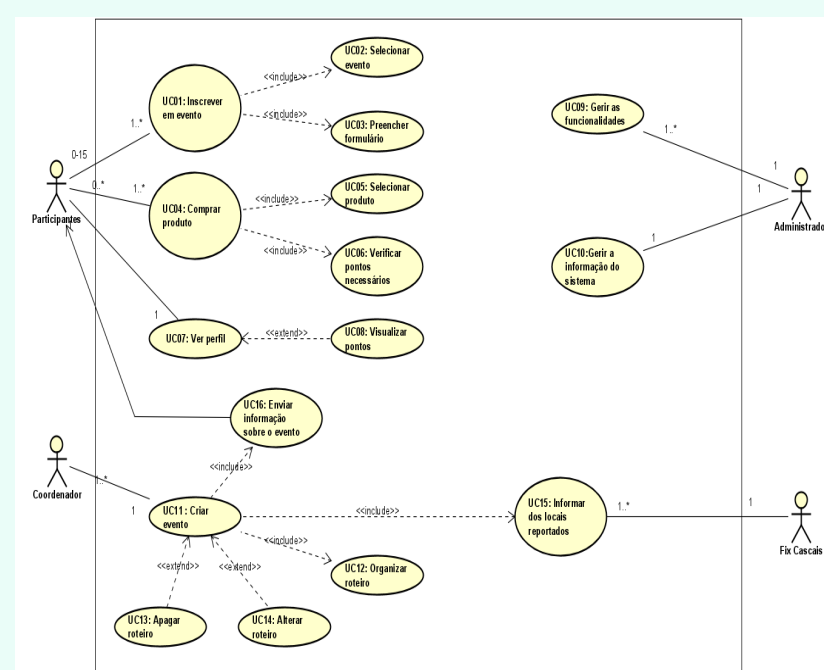 UC02: Selecionar
evento
<<include>>
UC01: Inscrever
em evento
1..*
0-15
<<include>>
UC03: Preencher
formulário
UC09: Gerir as
funcionalidades
1..*
1
Participantes
0..*
1..*
UC04: Comprar
produto
<<include>>
UC05: Selecionar
produto
<<include>>
UC06: Verificar
pontos
necessários
1
Administrado
1
UC10:Gerir a
informação do
sistema
1
UC07: Ver perfil
<<extend>>
UC08: Visualizar
pontos
UC16: Enviar
informação
sobre o evento
<<include>>
Coordenador
1..*
1
UC11: Criar
evento
<<include>>
UC15: Informar
dos locais
reportados
1..*
1
Fix Cascais
<<include>>
UC12: Organizar
roteiro
<<extend>>
<<extend>>
UC13: Apagar
roteiro
UC14: Alterar
roteiro